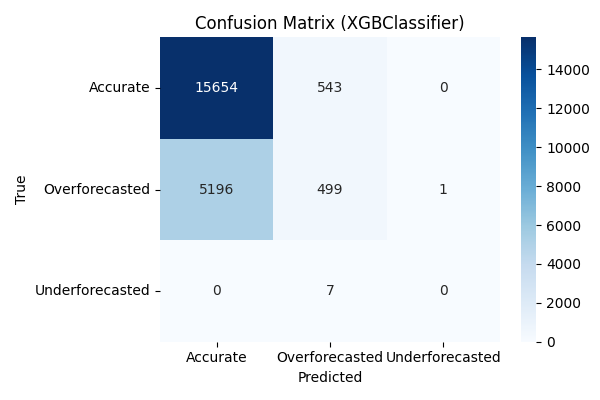 Confusion Matrix (XGBClassifier)
True
Accurate 15654 543 0
Overforecasted 5196 499 1
Underforecasted 0 7 0
Accurate Overforecasted Underforecasted
Predicted
14000
12000
10000
8000
6000
4000
2000
0